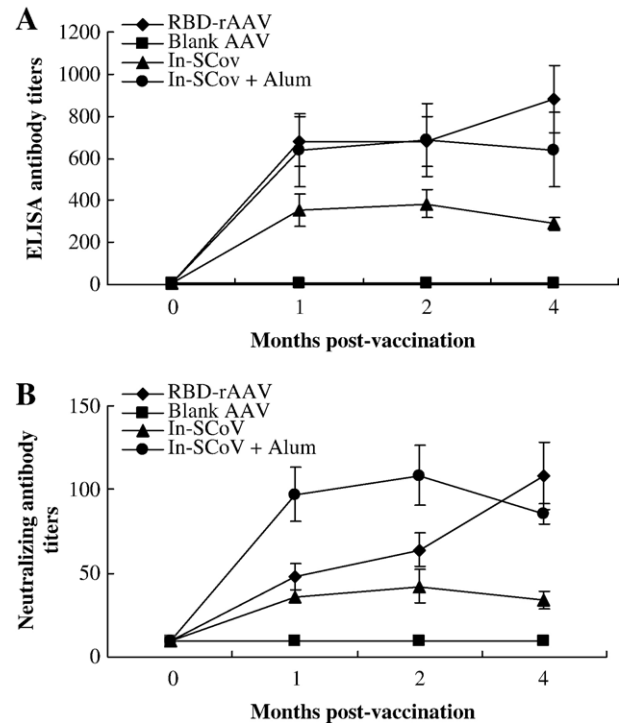 A
RBD-rAAV
Blank AAV
In-SCov
In-SCov + Alum
1200
1000
800
600
400
200
0
ELISA antibody titers
0 1 2 4
Months post-vaccination
B
RBD-rAAV
Blank AAV
In-SCoV
In-SCoV + Alum
150
100
50
0
Neutralizing antibody
titers
0 1 2 4
Months post-vaccination